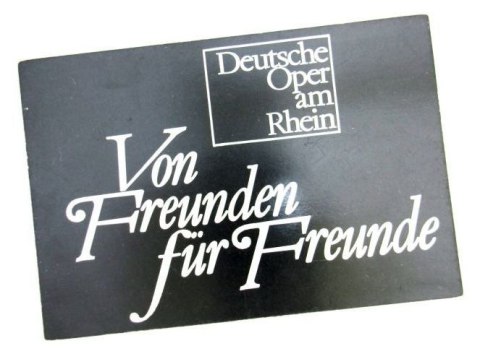 Deutsche
Oper
am
Rhein
Von
Freunden
für Freunde